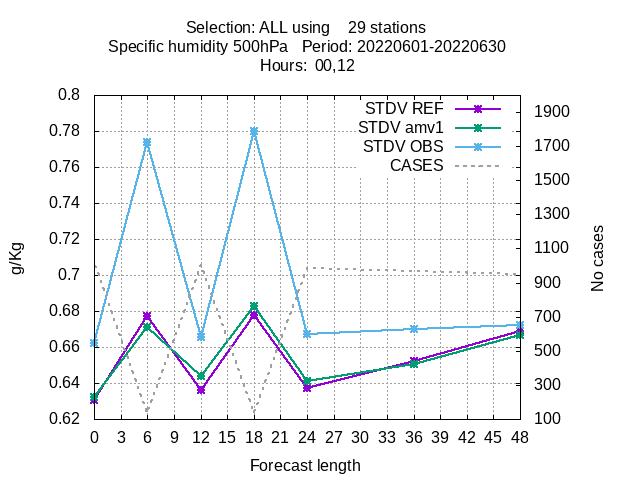 Selection: ALL using 29 stations
Specific humidity 500hPa Period: 20220601-20220630
Hours: 00,12
STDV REF
STDV amv1
STDV OBS
CASES
g/Kg
0.8
0.78
0.76
0.74
0.72
0.7
0.68
0.66
0.64
0.62
1900
1700
1500
1300
1100
900
700
500
300
100
No cases
0 3 6 9 12 15 18 21 24 27 30 33 36 39 42 45 48
Forecast length